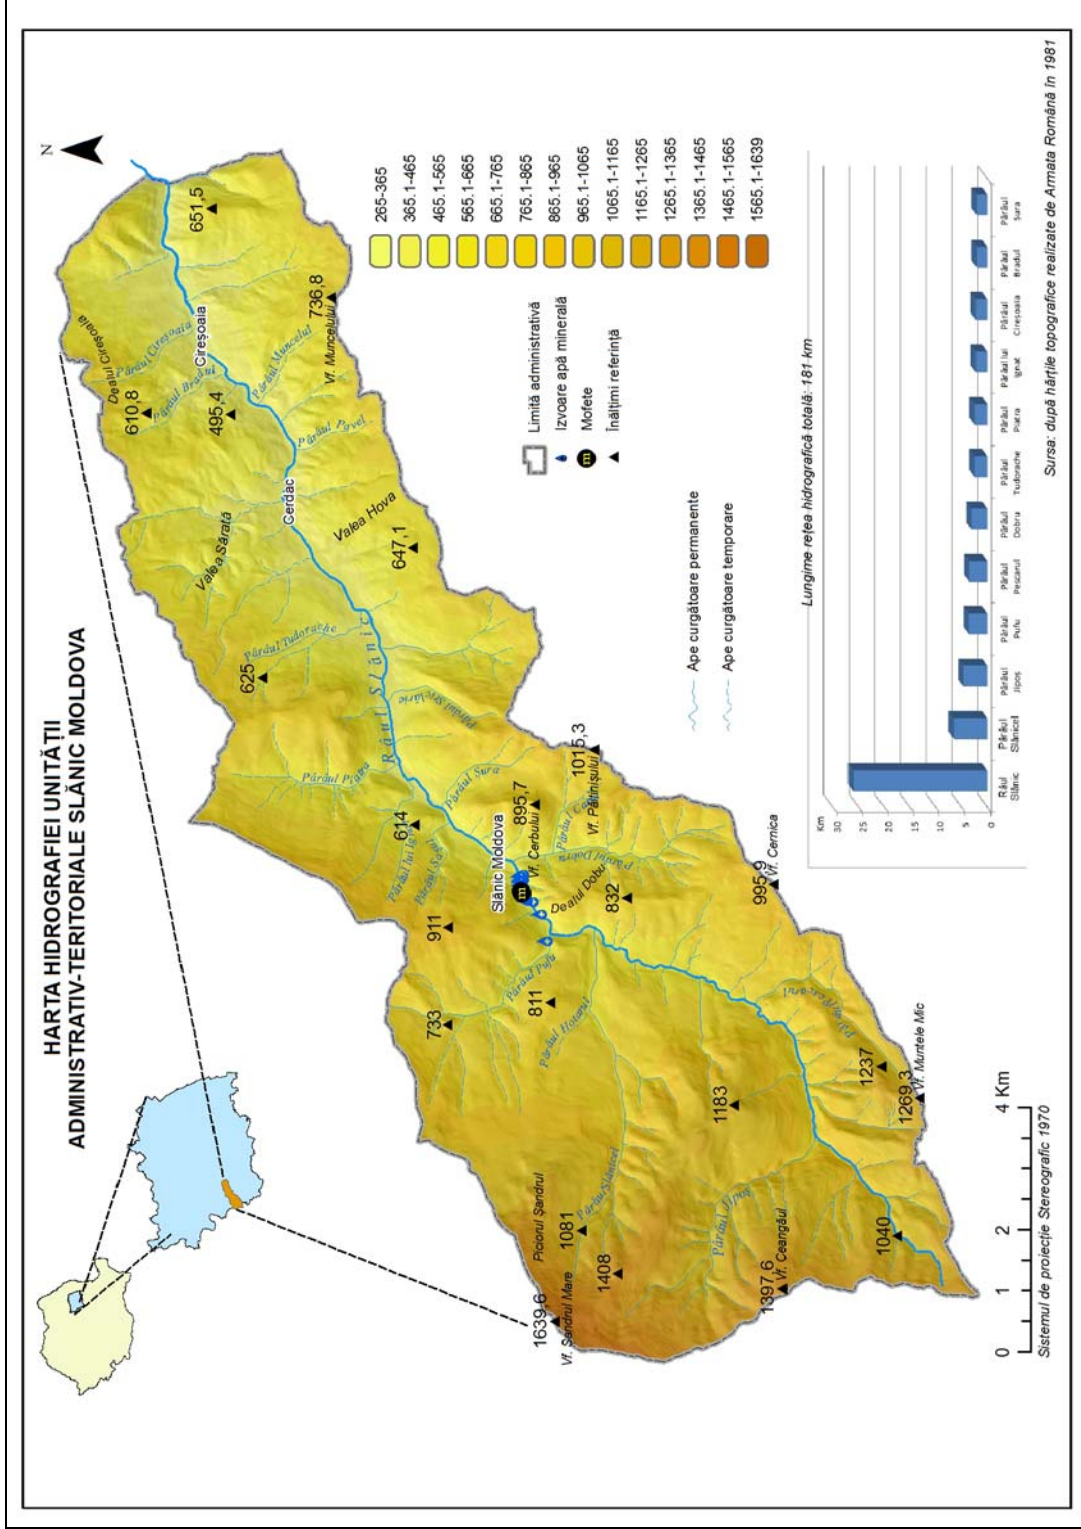 HARTA HIDROGRAFIEI UNITĂȚII
ADMINISTRATIV-TERITORIALE SLĂNIC MOLDOVA
N
651,5
Dealul Cireșoaia
Pârâul Cireșoaia
Cireșoaia
610,8
Pârâul Bradul
495,4
Pârâul Muncelul
736,8
Vf. Muncelului
Pârâul Pavel
Cerdac
Valea Sărată
Valea Hova
647,1
Pârâul Tudorache
625
Râul Slănic
Pârâul Piatra
Pârâul Șura
614
Slănic Moldova
895,7
Vf. Cerbului
1015,3
Vf. Păltinișului
Pârâul Dobru
Dealul Dobu
832
m
911
995,9
Vf. Cernica
Pârâul Pufu
811
733
Pârâul Hotarul
1237
1269,3
Vf. Muntele Mic
1183
Pârâul Slănicel
Piciorul Șandrul
1081
1408
1639,6
Vf. Șandrul Mare
Pârâul Jipoș
1397,6
Vf. Ceangăul
1040
0 1 2 4 Km
Sistemul de proiecție Stereografic 1970
265-365
365.1-465
465.1-565
565.1-665
665.1-765
765.1-865
865.1-965
965.1-1065
1065.1-1165
1165.1-1265
1265.1-1365
1365.1-1465
1465.1-1565
1565.1-1639
Limită administrativă
Izvoare apă minerală
m Mofete
Înălțimi referință
Ape curgătoare permanente
Ape curgătoare temporare
Lungime rețea hidrografică totală: 181 km
Km
30
25
20
15
10
5
0
Râul Slănic
Pârâul Slănicel
Pârâul Jipoș
Pârâul Pufu
Pârâul Pescarul
Pârâul Dobru
Pârâul Tudorache
Pârâul Piatra
Pârâul lui Ignat
Pârâul Cireșoaia
Pârâul Bradul
Pârâul Șura
Sursa: după hărțile topografice realizate de Armata Română în 1981